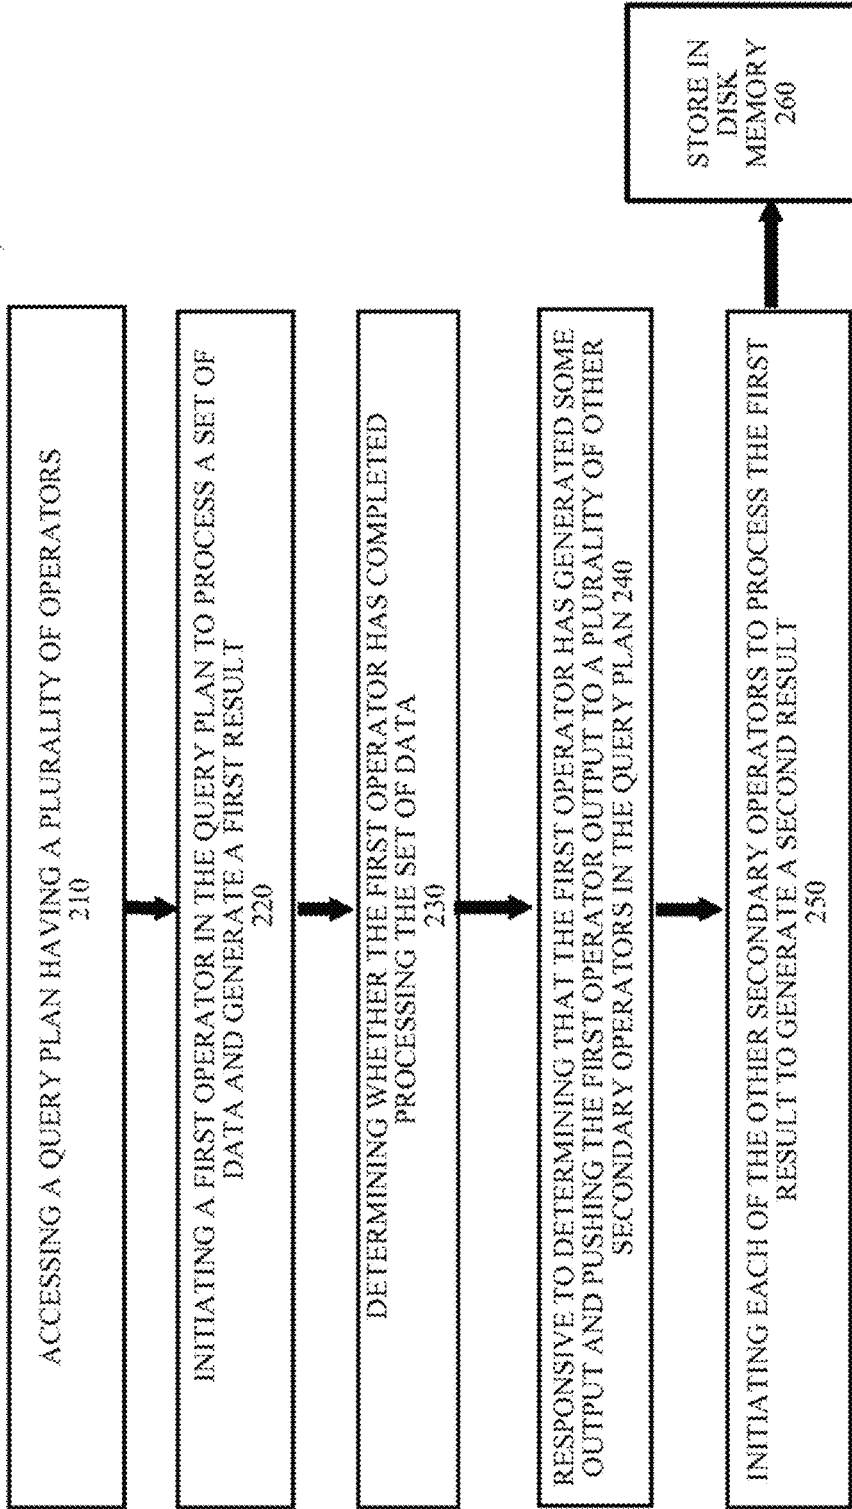 ACCESSING A QUERY PLAN HAVING A PLURALITY OF OPERATORS
210
INITIATING A FIRST OPERATOR IN THE QUERY PLAN TO PROCESS A SET OF
DATA AND GENERATE A FIRST RESULT
220
DETERMINING WHETHER THE FIRST OPERATOR HAS COMPLETED
PROCESSING THE SET OF DATA
230
RESPONSIVE TO DETERMINING THAT THE FIRST OPERATOR HAS GENERATED SOME
OUTPUT AND PUSHING THE FIRST OPERATOR OUTPUT TO A PLURALITY OF OTHER
SECONDARY OPERATORS IN THE QUERY PLAN 240
INITIATING EACH OF THE OTHER SECONDARY OPERATORS TO PROCESS THE FIRST
RESULT TO GENERATE A SECOND RESULT
250
STORE IN
DISK
MEMORY
260